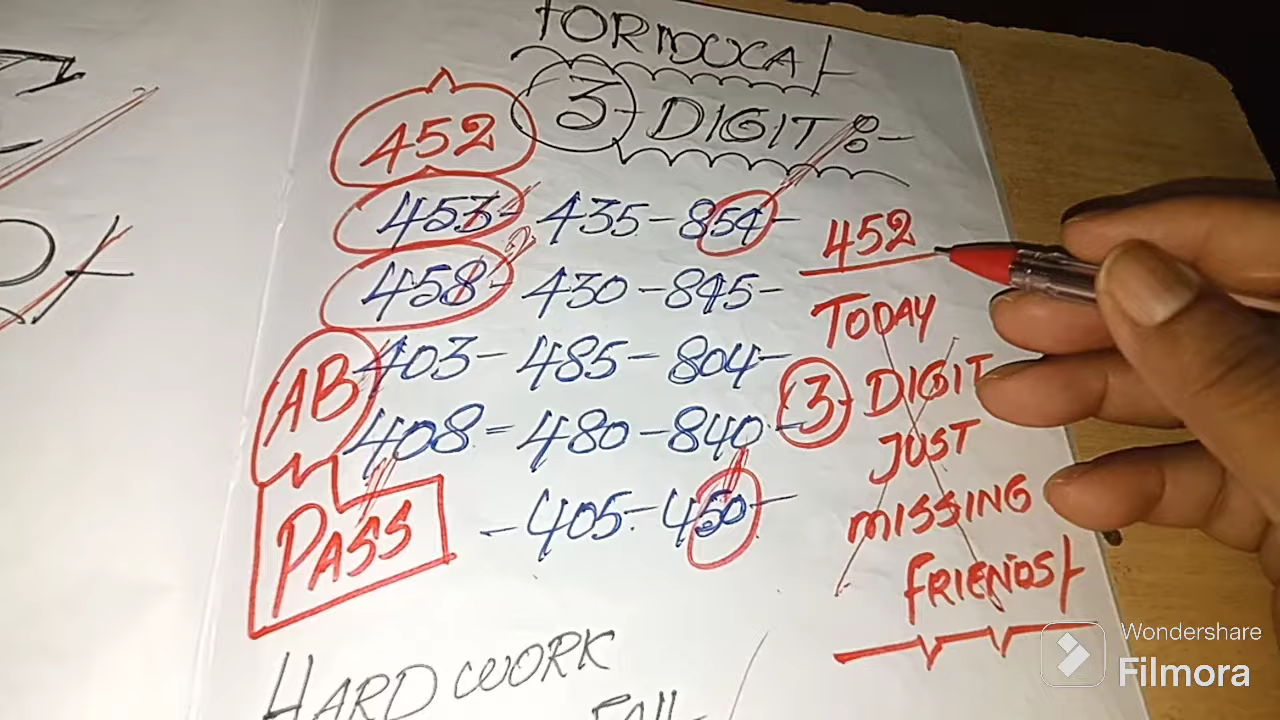 3-DIGIT:-
452
453- 435-854-
458- 430-845-
403- 485- 804-
408= 480-840-
-405- 450-
AB
PASS
452
TODAY
3-DIGIT
JUST
MISSING
FRIENDS
HARD WORK
Wondershare
Filmora